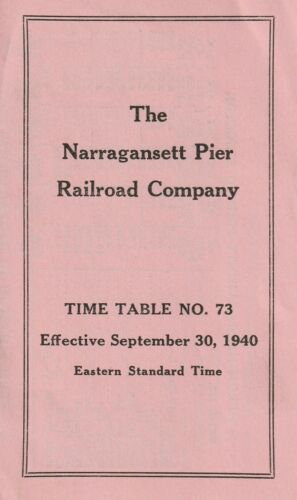 The
Narragansett Pier
Railroad Company
TIME TABLE NO. 73
Effective September 30, 1940
Eastern Standard Time